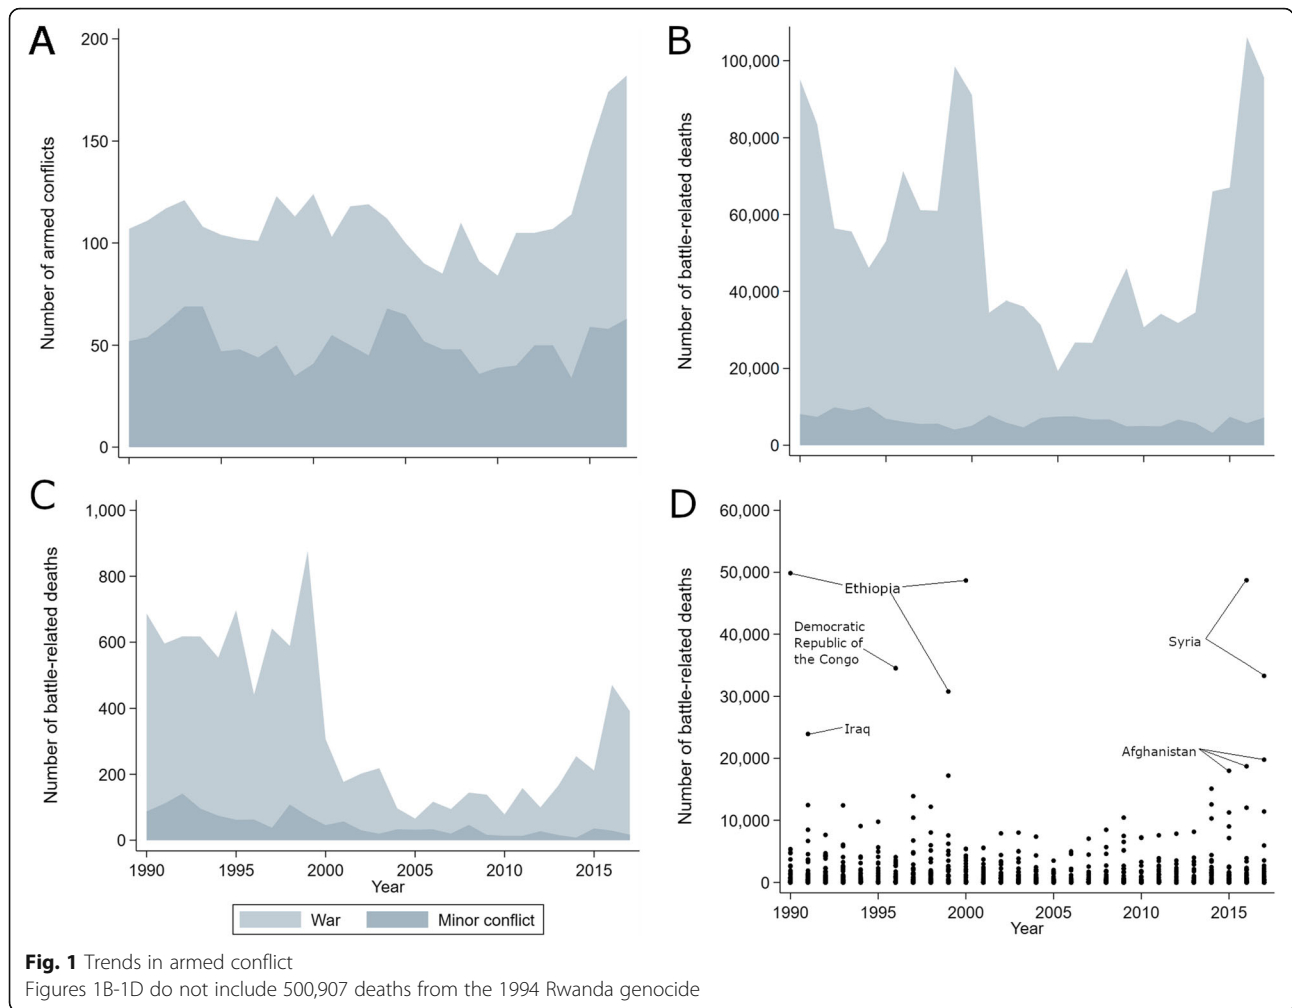 A
200
150
100
50
0
Number of armed conflicts
B
100,000
80,000
60,000
40,000
20,000
0
Number of battle-related deaths
C
1,000
800
600
400
200
0
Number of battle-related deaths
1990 1995 2000 2005 2010 2015
Year
War Minor conflict
D
60,000
50,000
40,000
30,000
20,000
10,000
0
Number of battle-related deaths
Ethiopia
Democratic
Republic of
the Congo
Iraq
Syria
Afghanistan
1990 1995 2000 2005 2010 2015
Year
Fig. 1 Trends in armed conflict
Figures 1B-1D do not include 500,907 deaths from the 1994 Rwanda genocide